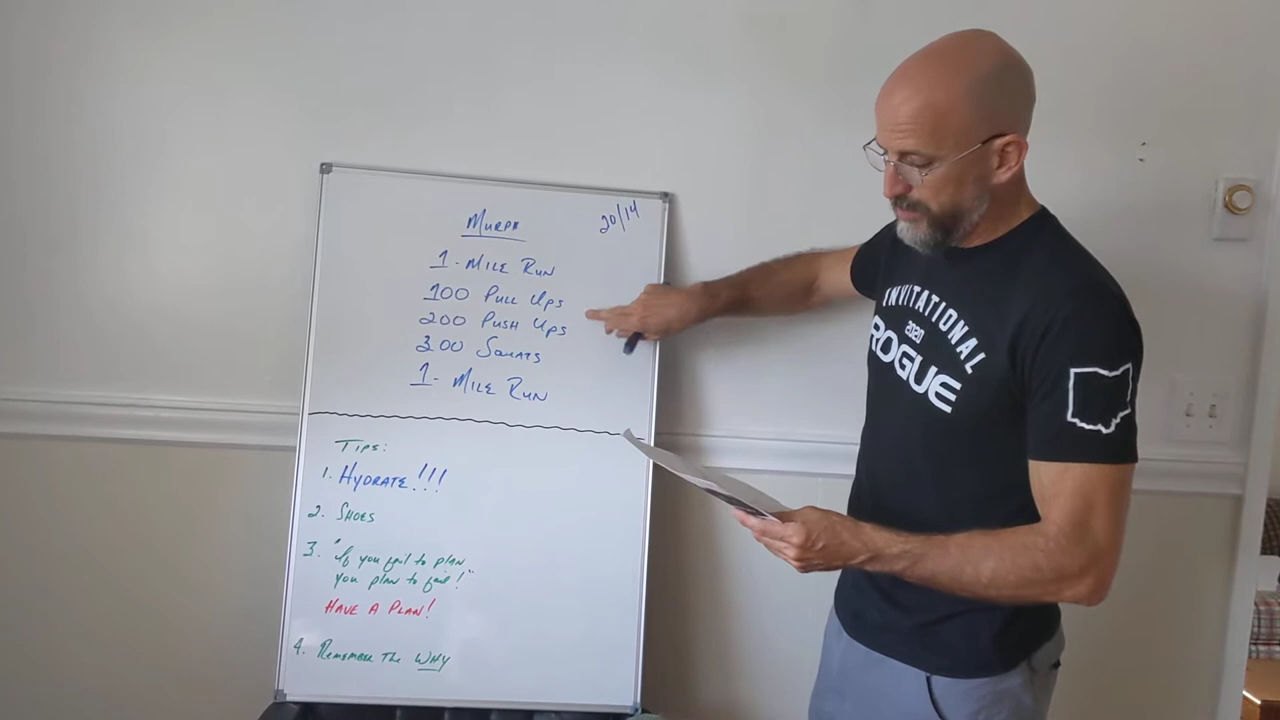 Murph
20/14
1 - Mile Run
100 Pull Ups
200 Push Ups
300 Squats
1 - Mile Run
Tips:
1. Hydrate!!!
2. Shoes
3. "If you fail to plan
you plan to fail!"
Have A Plan!
4. Remember The Why
INVITATIONAL
2020
ROGUE